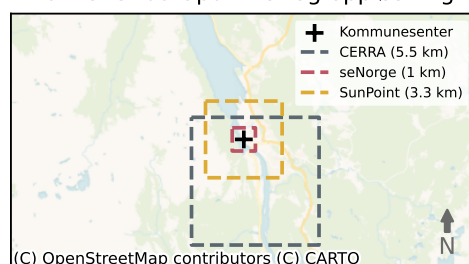 Kommunesenter
CERRA (5.5 km)
seNorge (1 km)
SunPoint (3.3 km)
N
(C) OpenStreetMap contributors (C) CARTO